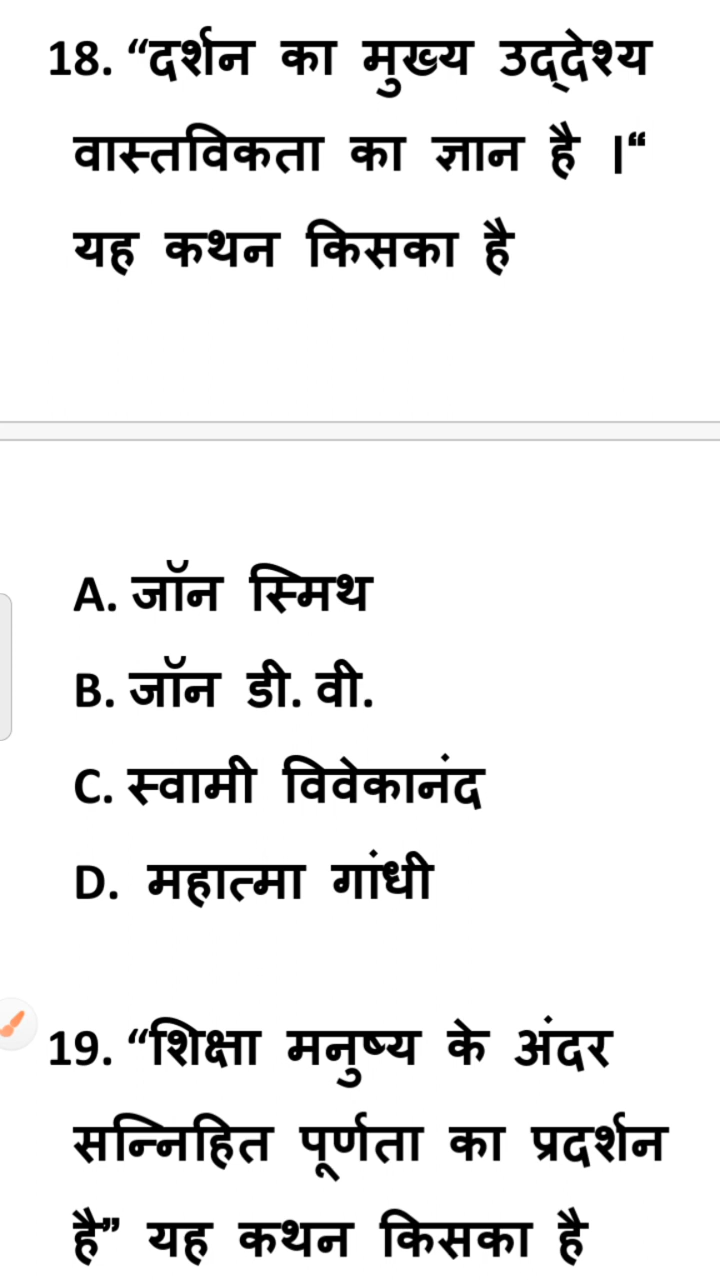 18. “दर्शन का मुख्य उद्देश्य
वास्तविकता का ज्ञान है |“
यह कथन किसका है
A. जॉन स्मिथ
B. जॉन डी. वी.
C. स्वामी विवेकानंद
D. महात्मा गांधी
19. “शिक्षा मनुष्य के अंदर
सन्निहित पूर्णता का प्रदर्शन
है” यह कथन किसका है